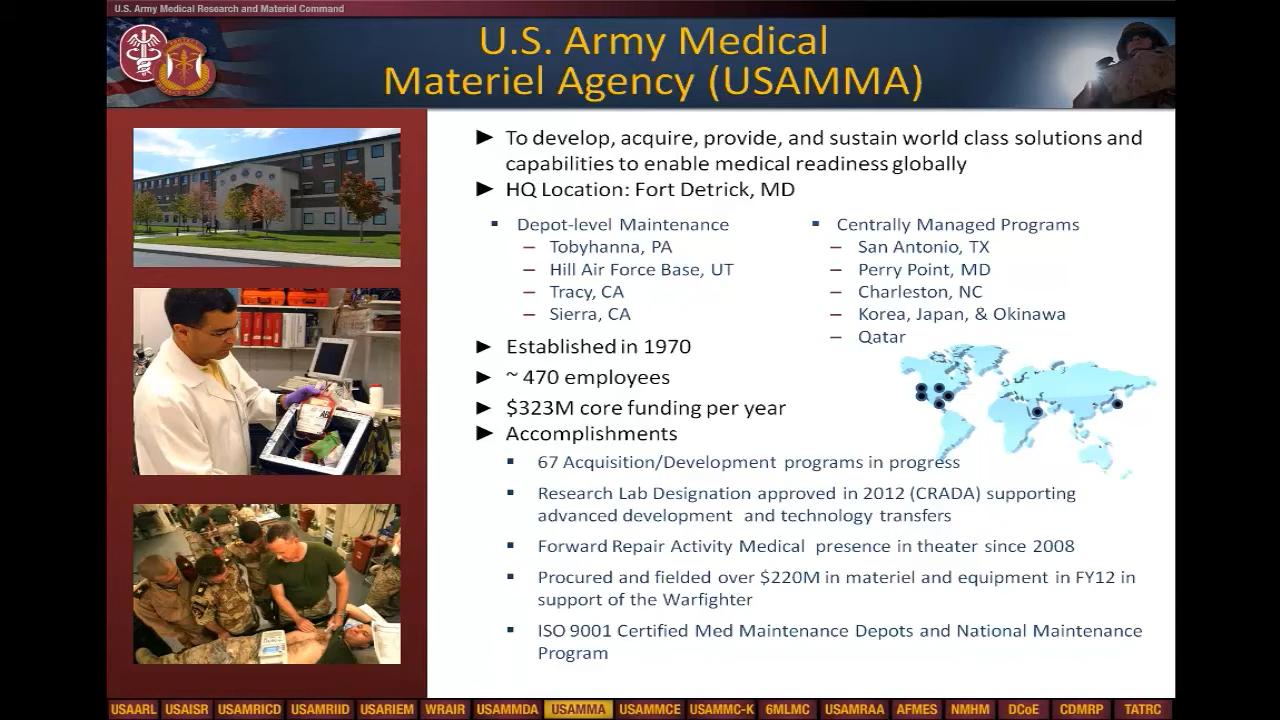 U.S. Army Medical Research and Materiel Command
U.S. Army Medical
Materiel Agency (USAMMA)
► To develop, acquire, provide, and sustain world class solutions and
capabilities to enable medical readiness globally
► HQ Location: Fort Detrick, MD
▪ Depot-level Maintenance
– Tobyhanna, PA
– Hill Air Force Base, UT
– Tracy, CA
– Sierra, CA
▪ Centrally Managed Programs
– San Antonio, TX
– Perry Point, MD
– Charleston, NC
– Korea, Japan, & Okinawa
– Qatar
► Established in 1970
► ~ 470 employees
► $323M core funding per year
► Accomplishments
▪ 67 Acquisition/Development programs in progress
▪ Research Lab Designation approved in 2012 (CRADA) supporting
advanced development and technology transfers
▪ Forward Repair Activity Medical presence in theater since 2008
▪ Procured and fielded over $220M in materiel and equipment in FY12 in
support of the Warfighter
▪ ISO 9001 Certified Med Maintenance Depots and National Maintenance
Program
USAARL USAISR USAMRICD USAMRIID USARIEM WRAIR USAMMDA USAMMA USAMMCE USAMMC-K 6MLMC USAMRAA AFMES NMHM DCoE CDMRP TATRC